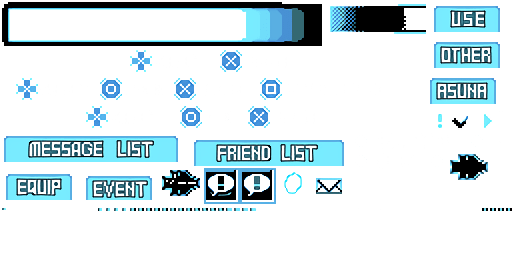 USE
OTHER
ASUNA
MESSAGE LIST
FRIEND LIST
EQUIP
EVENT